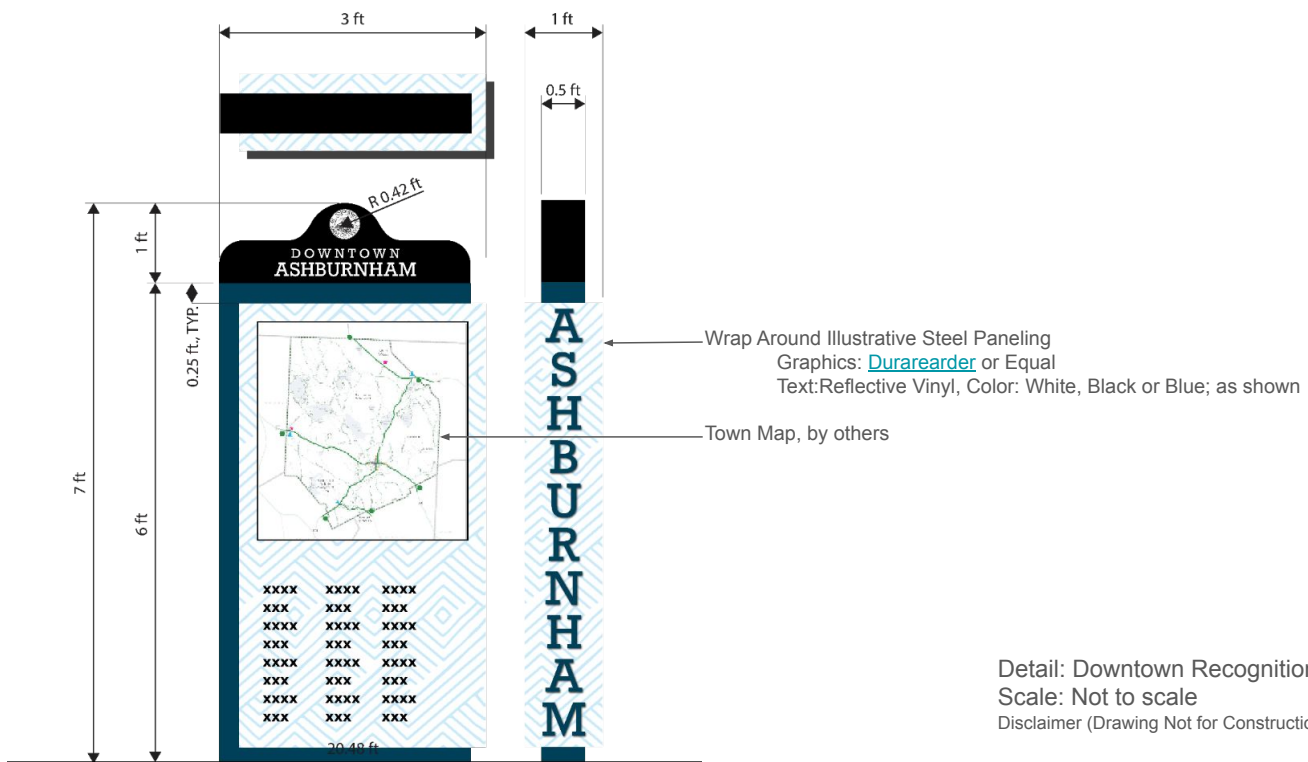 3 ft
1 ft
0.5 ft
R 0.42 ft
1 ft
DOWNTOWN
ASHBURNHAM
0.25 ft., TYP.
7 ft
6 ft
ASHBURNHAM
Wrap Around Illustrative Steel Paneling
Graphics: Durarearder or Equal
Text:Reflective Vinyl, Color: White, Black or Blue; as shown
Town Map, by others
xxxx xxxx xxxx
xxx xxx xxx
xxxx xxxx xxxx
xxx xxx xxx
xxxx xxxx xxxx
xxx xxx xxx
xxxx xxxx xxxx
xxx xxx xxx
20.48 ft
Detail: Downtown Recognition
Scale: Not to scale
Disclaimer (Drawing Not for Constructio